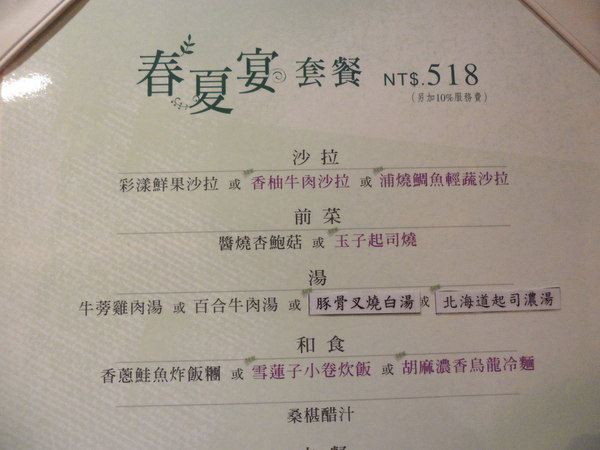 春夏宴 套餐 NT$.518
(另加10%服務費)
沙拉
彩漾鮮果沙拉 或 香柚牛肉沙拉 或 浦燒鯛魚輕蔬沙拉
前菜
醬燒杏鮑菇 或 玉子起司燒
湯
牛蒡雞肉湯 或 百合牛肉湯 或 豚骨叉燒白湯 或 北海道起司濃湯
和食
香蔥鮭魚炸飯糰 或 雪蓮子小卷炊飯 或 胡麻濃香烏龍冷麵
桑椹醋汁